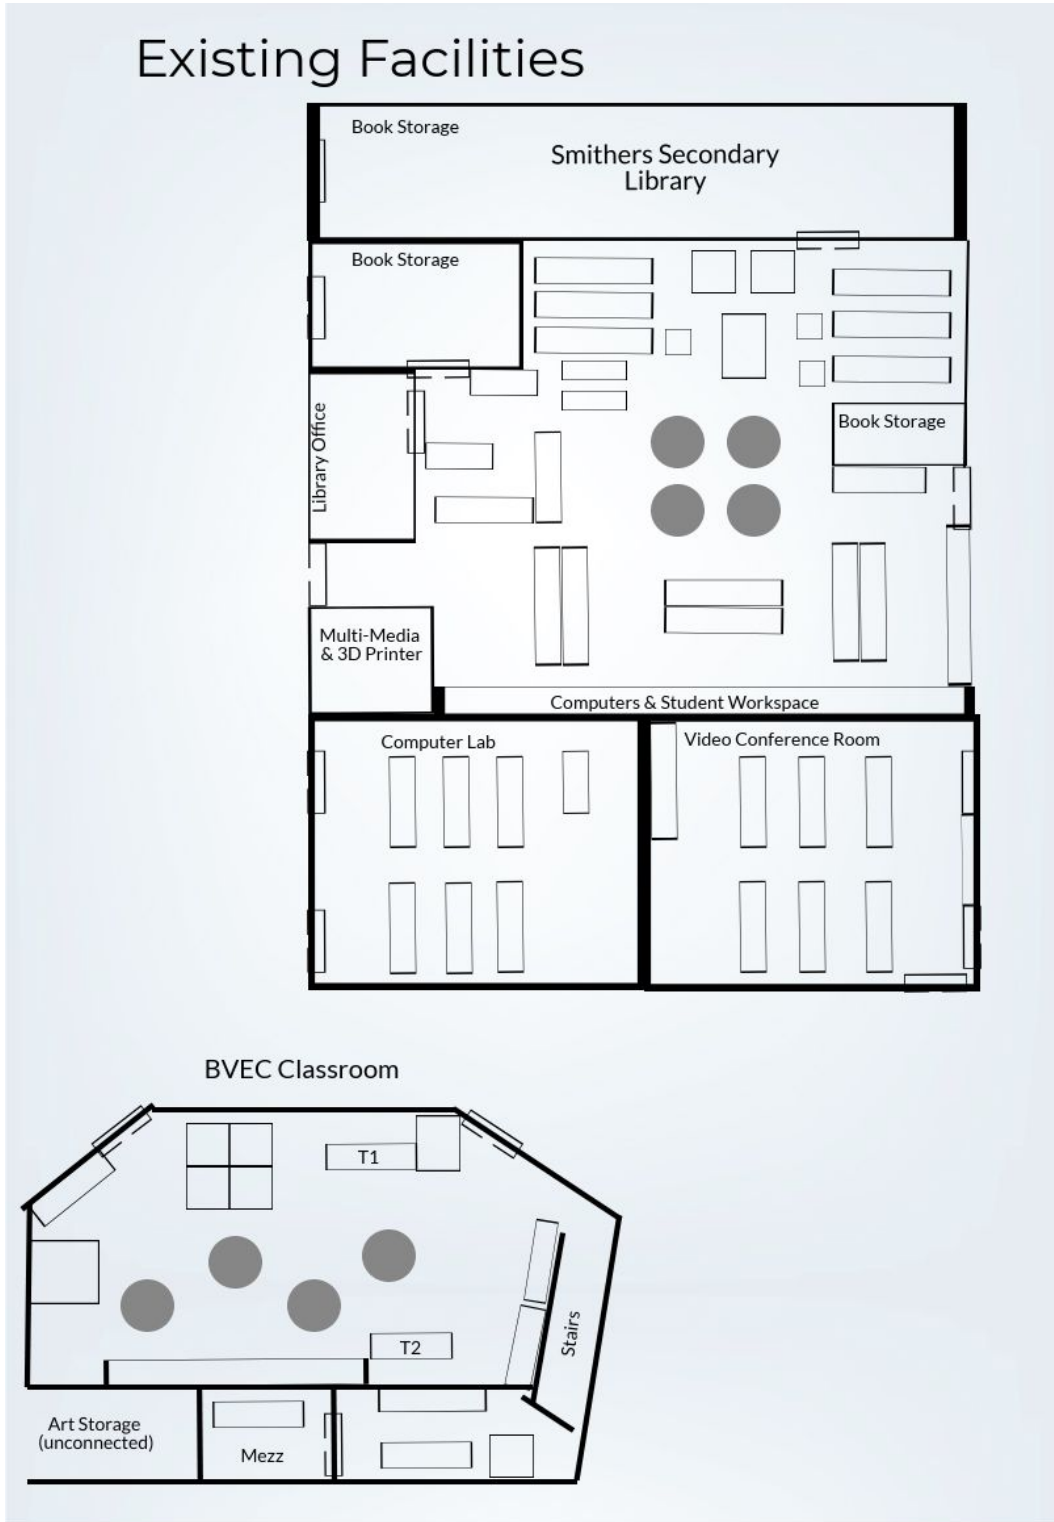 Existing Facilities
Book Storage
Smithers Secondary
Library
Book Storage
Library Office
Book Storage
Multi-Media
& 3D Printer
Computers & Student Workspace
Computer Lab
Video Conference Room
BVEC Classroom
T1
Stairs
T2
Art Storage
(unconnected)
Mezz